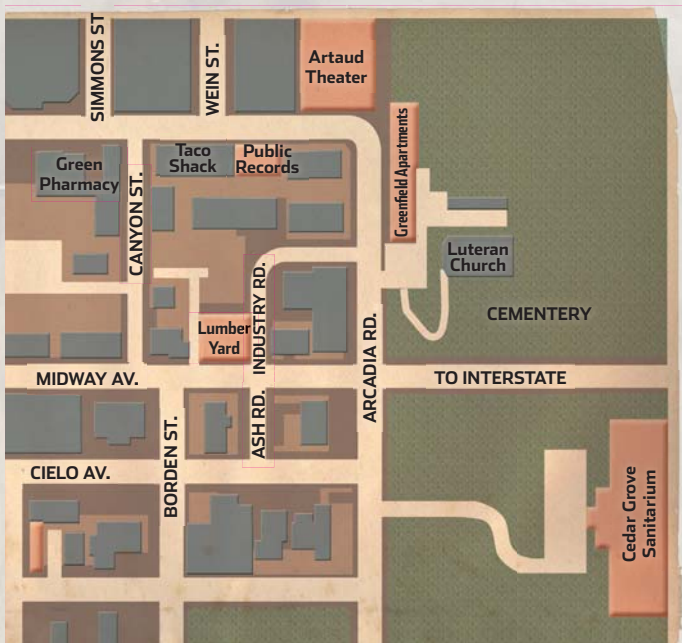 SIMMONS ST
WEIN ST.
Artaud
Theater
Green
Pharmacy
CANYON ST.
Taco
Shack
Public
Records
Greenfield Apartments
Luteran
Church
CEMENTERY
Lumber
Yard
INDUSTRY RD.
ARCADIA RD.
MIDWAY AV.
TO INTERSTATE
ASH RD.
BORDEN ST.
CIELO AV.
Cedar Grove
Sanitarium